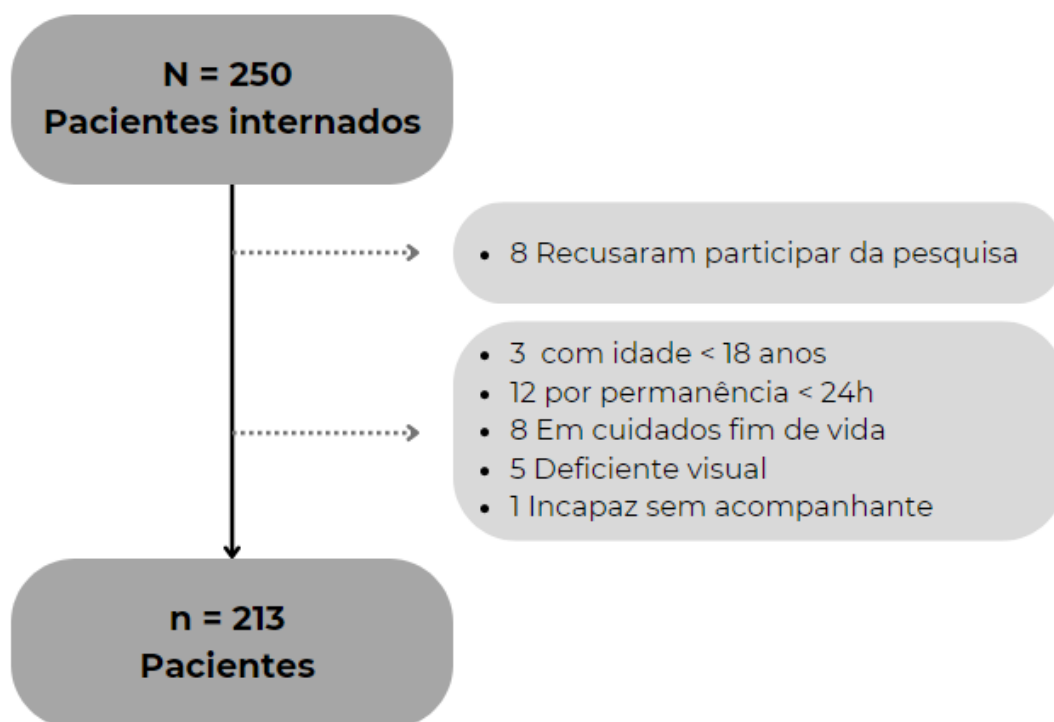 N = 250
Pacientes internados
• 8 Recusaram participar da pesquisa
• 3 com idade < 18 anos
• 12 por permanência < 24h
• 8 Em cuidados fim de vida
• 5 Deficiente visual
• 1 Incapaz sem acompanhante
n = 213
Pacientes